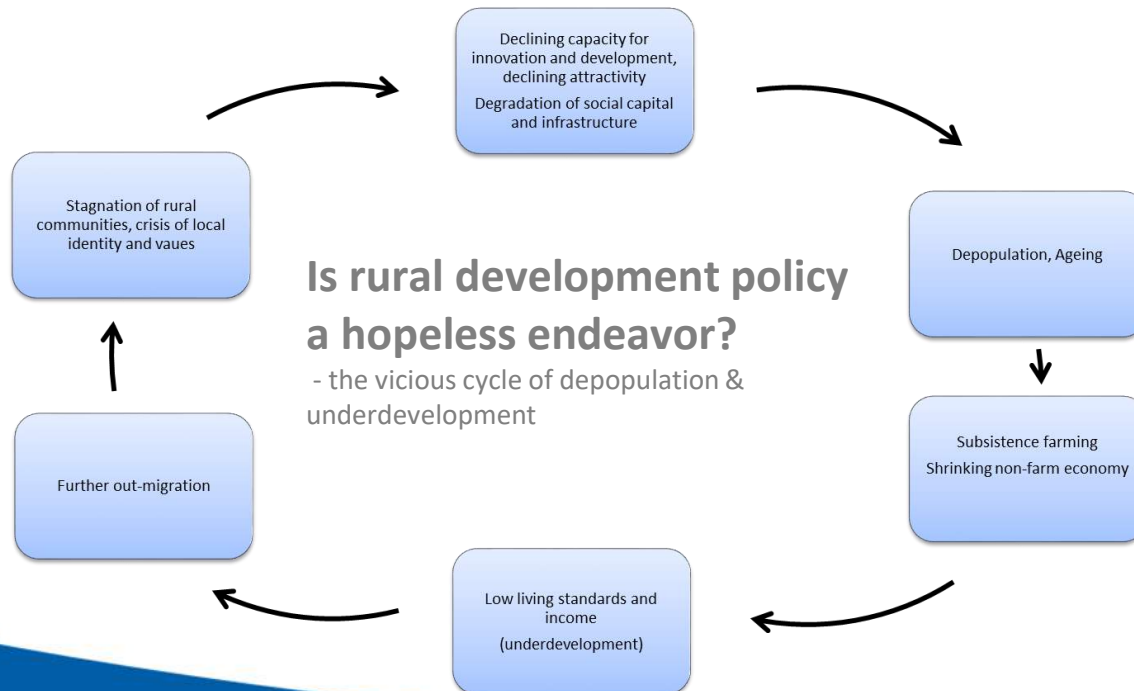 Declining capacity for
innovation and development,
declining attractivity
Degradation of social capital
and infrastructure
Stagnation of rural
communities, crisis of local
identity and vaues
Depopulation, Ageing
Is rural development policy
a hopeless endeavor?
- the vicious cycle of depopulation &
underdevelopment
Subsistence farming
Shrinking non-farm economy
Further out-migration
Low living standards and
income
(underdevelopment)